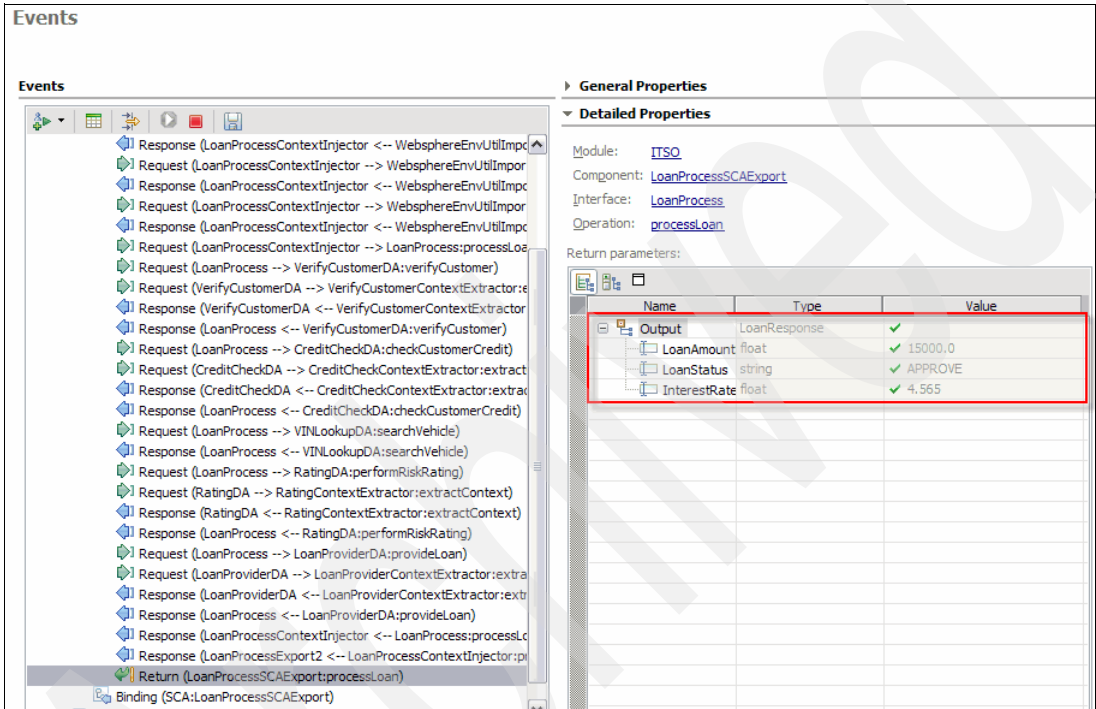 Events
Events
Response (LoanProcessContextInjector <-- WebsphereEnvUtilImpo
Request (LoanProcessContextInjector --> WebsphereEnvUtilImpor
Response (LoanProcessContextInjector <-- WebsphereEnvUtilImpo
Request (LoanProcessContextInjector --> WebsphereEnvUtilImpor
Response (LoanProcessContextInjector <-- WebsphereEnvUtilImpo
Request (LoanProcessContextInjector --> LoanProcess:processLoa
Request (LoanProcess --> VerifyCustomerDA:verifyCustomer)
Request (VerifyCustomerDA --> VerifyCustomerContextExtractor:e
Response (VerifyCustomerDA <-- VerifyCustomerContextExtractor
Response (LoanProcess <-- VerifyCustomerDA:verifyCustomer)
Request (LoanProcess --> CreditCheckDA:checkCustomerCredit)
Request (CreditCheckDA --> CreditCheckContextExtractor:extract
Response (CreditCheckDA <-- CreditCheckContextExtractor:extrac
Response (LoanProcess <-- CreditCheckDA:checkCustomerCredit)
Request (LoanProcess --> VINLookupDA:searchVehicle)
Response (LoanProcess <-- VINLookupDA:searchVehicle)
Request (LoanProcess --> RatingDA:performRiskRating)
Request (RatingDA --> RatingContextExtractor:extractContext)
Response (RatingDA <-- RatingContextExtractor:extractContext)
Response (LoanProcess <-- RatingDA:performRiskRating)
Request (LoanProcess --> LoanProviderDA:provideLoan)
Request (LoanProviderDA --> LoanProviderContextExtractor:extra
Response (LoanProviderDA <-- LoanProviderContextExtractor:extr
Response (LoanProcess <-- LoanProviderDA:provideLoan)
Response (LoanProcessContextInjector <-- LoanProcess:processLo
Response (LoanProcessExport2 <-- LoanProcessContextInjector:pr
Return (LoanProcessSCAExport:processLoan)
Binding (SCA:LoanProcessSCAExport)
General Properties
Detailed Properties
Module: ITSO
Component: LoanProcessSCAExport
Interface: LoanProcess
Operation: processLoan
Return parameters:
Name Type Value
Output LoanResponse
LoanAmount float 15000.0
LoanStatus string APPROVE
InterestRate float 4.565